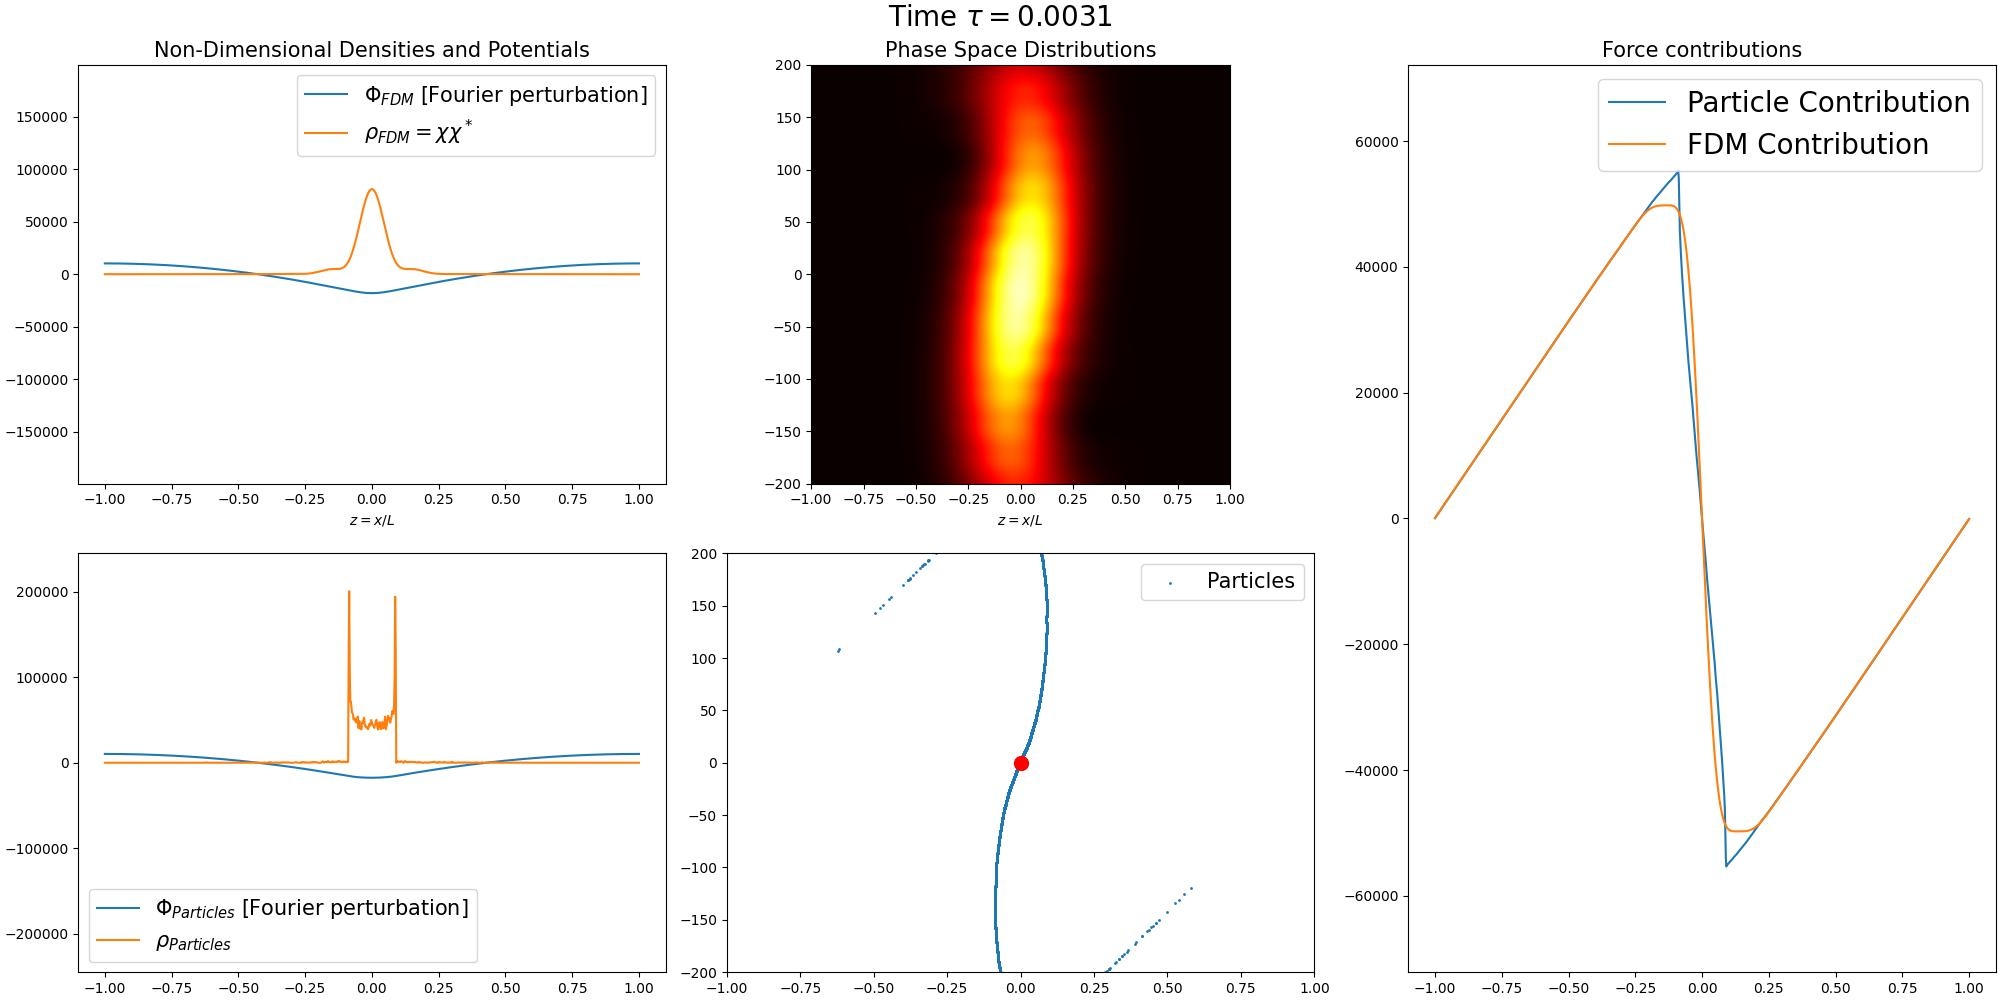 Time τ = 0.0031
Non-Dimensional Densities and Potentials
Φ_FDM [Fourier perturbation]
ρ_FDM = χχ*
150000
100000
50000
0
−50000
−100000
−150000
−1.00 −0.75 −0.50 −0.25 0.00 0.25 0.50 0.75 1.00
z = x/L
Phase Space Distributions
200
150
100
50
0
−50
−100
−150
−200
−1.00 −0.75 −0.50 −0.25 0.00 0.25 0.50 0.75 1.00
z = x/L
Force contributions
Particle Contribution
FDM Contribution
60000
40000
20000
0
−20000
−40000
−60000
−1.00 −0.75 −0.50 −0.25 0.00 0.25 0.50 0.75 1.00
200000
100000
0
−100000
−200000
Φ_Particles [Fourier perturbation]
ρ_Particles
−1.00 −0.75 −0.50 −0.25 0.00 0.25 0.50 0.75 1.00
Particles
200
150
100
50
0
−50
−100
−150
−200
−1.00 −0.75 −0.50 −0.25 0.00 0.25 0.50 0.75 1.00